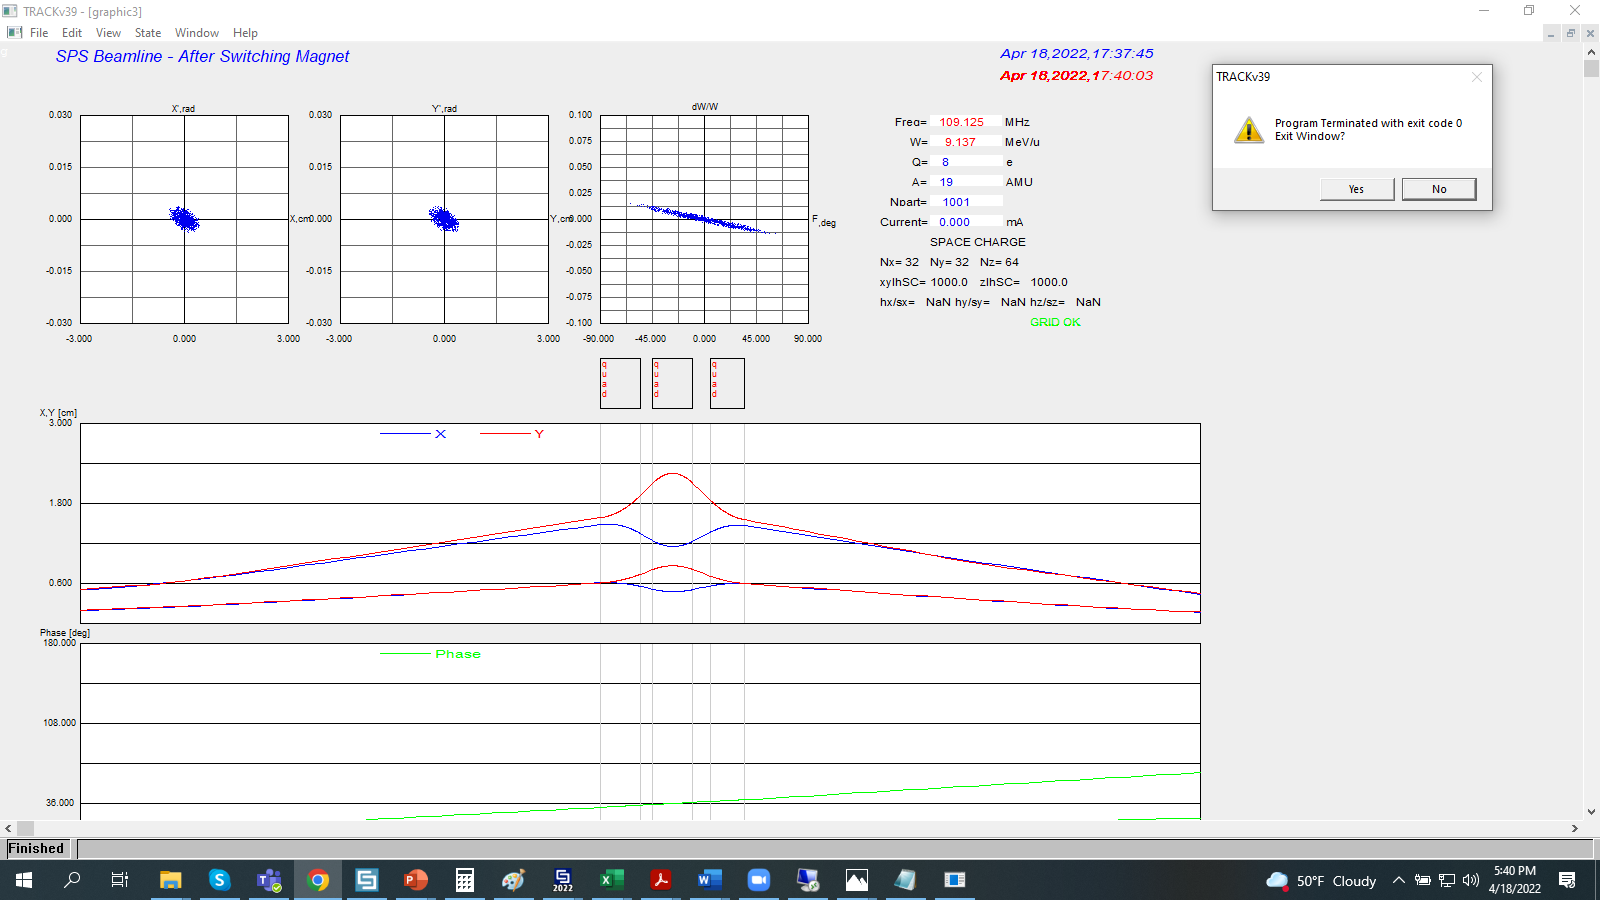 TRACKv39 - [graphic3]
File Edit View State Window Help
SPS Beamline - After Switching Magnet
Apr 18,2022,17:37:45
Apr 18,2022,17:40:03
TRACKv39
Program Terminated with exit code 0
Exit Window?
Yes No
X',rad
0.030
0.015
0.000
-0.015
-0.030
-3.000 0.000 3.000
X,cm
Y',rad
0.030
0.015
0.000
-0.015
-0.030
-3.000 0.000 3.000
Y,cm
dW/W
0.100
0.075
0.050
0.025
0.000
-0.025
-0.050
-0.075
-0.100
-90.000 -45.000 0.000 45.000 90.000
F,deg
Freq= 109.125 MHz
W= 9.137 MeV/u
Q= 8 e
A= 19 AMU
Npart= 1001
Current= 0.000 mA
SPACE CHARGE
Nx= 32 Ny= 32 Nz= 64
xylhSC= 1000.0 zlhSC= 1000.0
hx/sx= NaN hy/sy= NaN hz/sz= NaN
GRID OK
quad quad quad
X,Y [cm]
3.000
1.800
0.600
X Y
Phase [deg]
180.000
108.000
36.000
Phase
Finished
2022
50°F Cloudy
5:40 PM
4/18/2022